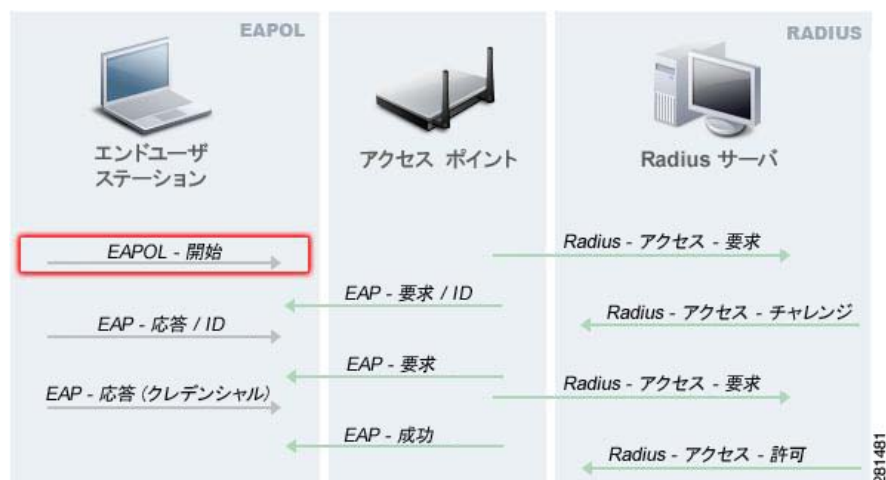 EAPOL
RADIUS
エンドユーザ
ステーション
アクセス ポイント
Radius サーバ
EAPOL - 開始
Radius - アクセス - 要求
EAP - 要求 / ID
Radius - アクセス - チャレンジ
EAP - 応答 / ID
EAP - 要求
Radius - アクセス - 要求
EAP - 応答 (クレデンシャル)
EAP - 成功
Radius - アクセス - 許可
281481